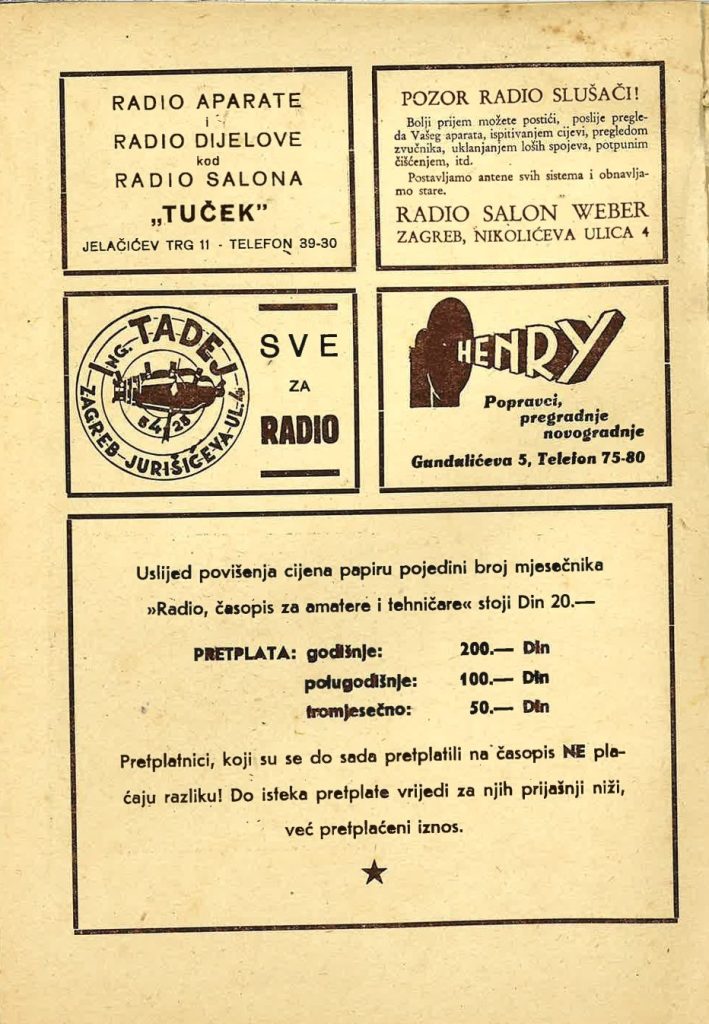 RADIO APARATE
i
RADIO DIJELOVE
kod
RADIO SALONA
„TUČEK”
JELAČIĆEV TRG 11 - TELEFON 39-30
POZOR RADIO SLUŠAČI!
Bolji prijem možete postići, poslije pregle-
da Vašeg aparata, ispitivanjem cijevi, pregledom
zvučnika, uklanjanjem loših spojeva, potpunim
čišćenjem, itd.
Postavljamo antene svih sistema i obnavlja-
mo stare.
RADIO SALON WEBER
ZAGREB, NIKOLIĆEVA ULICA 4
ING. TADEJ
64 28
ZAGREB-JURIŠIĆEVA-UL.4
SVE
ZA
RADIO
HENRY
Popravci,
pregradnje
novogradnje
Gundulićeva 5, Telefon 75-80
Uslijed povišenja cijena papiru pojedini broj mjesečnika
»Radio, časopis za amatere i tehničare« stoji Din 20.—
PRETPLATA: godišnje: 200.— Din
polugodišnje: 100.— Din
tromjesečno: 50.— Din
Pretplatnici, koji su se do sada pretplatili na časopis NE pla-
ćaju razliku! Do isteka pretplate vrijedi za njih prijašnji niži,
već pretplaćeni iznos.